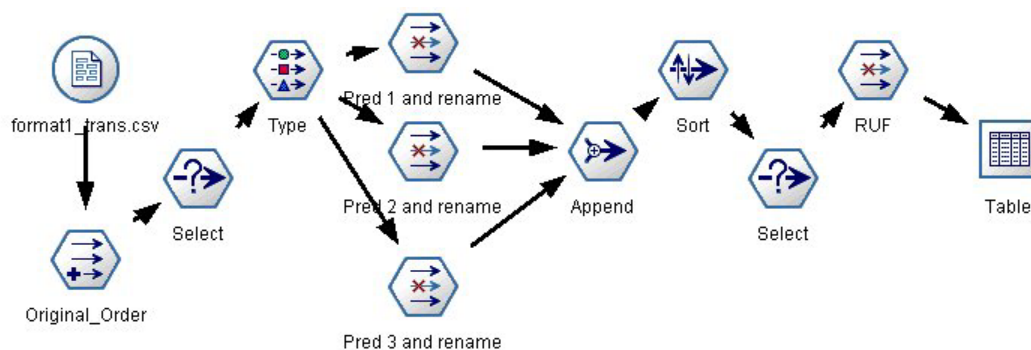 format1_trans.csv
Original_Order
Select
Type
Pred 1 and rename
Pred 2 and rename
Pred 3 and rename
Append
Sort
Select
RUF
Table